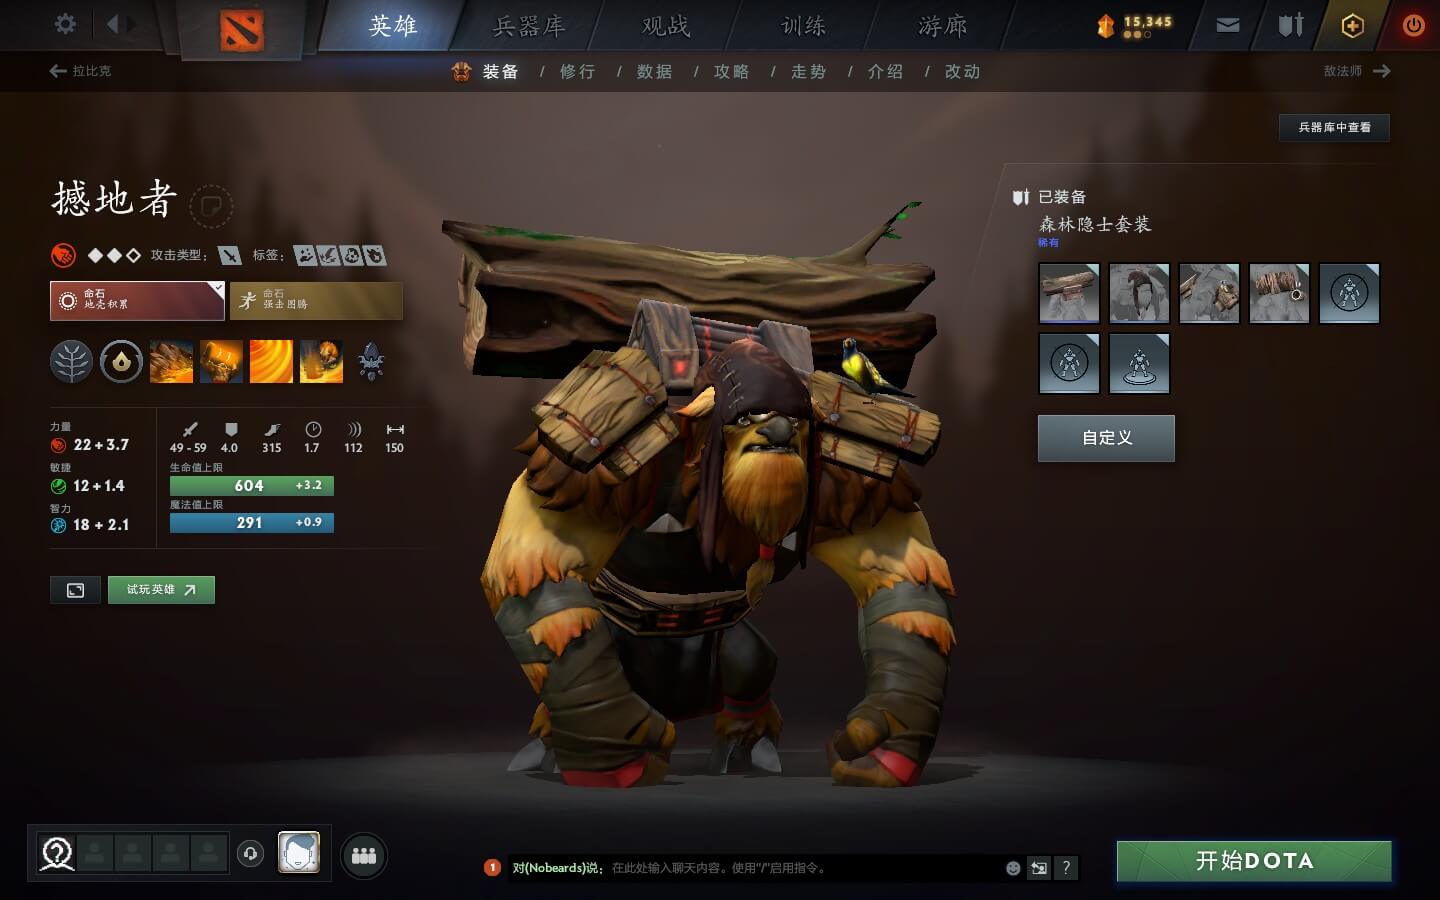 英雄
兵器库
观战
训练
游廊
15,345
拉比克
装备 / 修行 / 数据 / 攻略 / 走势 / 介绍 / 改动
敌法师
兵器库中查看
撼地者
攻击类型：
标签：
命石
地壳积累
命石
强击图腾
力量
22 + 3.7
敏捷
12 + 1.4
智力
18 + 2.1
49 - 59 4.0 315 1.7 112 150
生命值上限
604 +3.2
魔法值上限
291 +0.9
试玩英雄
已装备
森林隐士套装
稀有
自定义
1
对(Nobeards)说： 在此处输入聊天内容。使用"/"启用指令。
?
开始DOTA